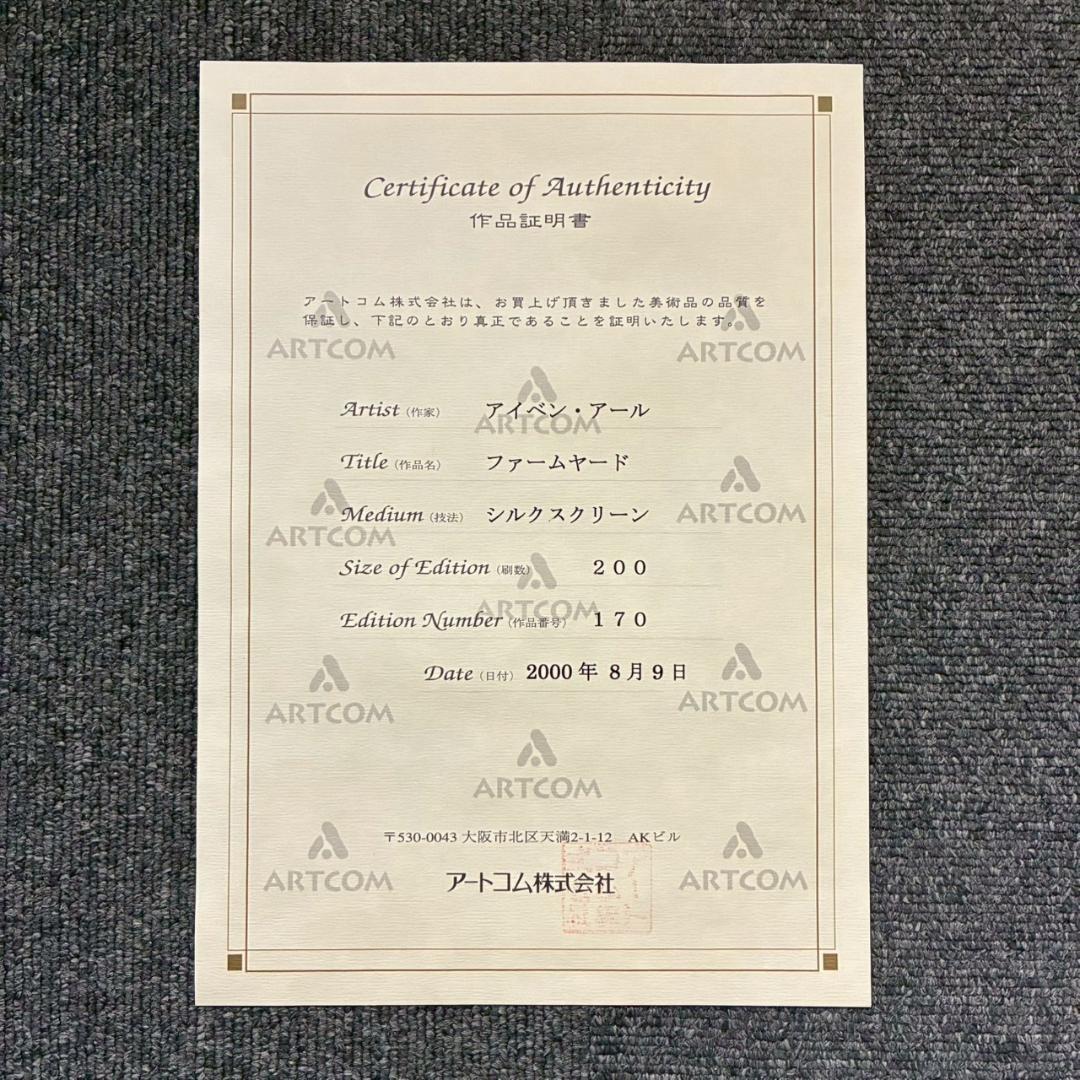 Certificate of Authenticity
作品証明書
アートコム株式会社は、お買上げ頂きました美術品の品質を
保証し、下記のとおり真正であることを証明いたします。
ARTCOM
ARTCOM
Artist (作家) アイベン・アール
ARTCOM
Title (作品名) ファームヤード
Medium (技法) シルクスクリーン
ARTCOM
ARTCOM
Size of Edition (刷数) 200
ARTCOM
Edition Number (作品番号) 170
Date (日付) 2000年 8月9日
ARTCOM
ARTCOM
ARTCOM
〒530-0043 大阪市北区天満2-1-12 AKビル
アートコム株式会社
ARTCOM
ARTCOM